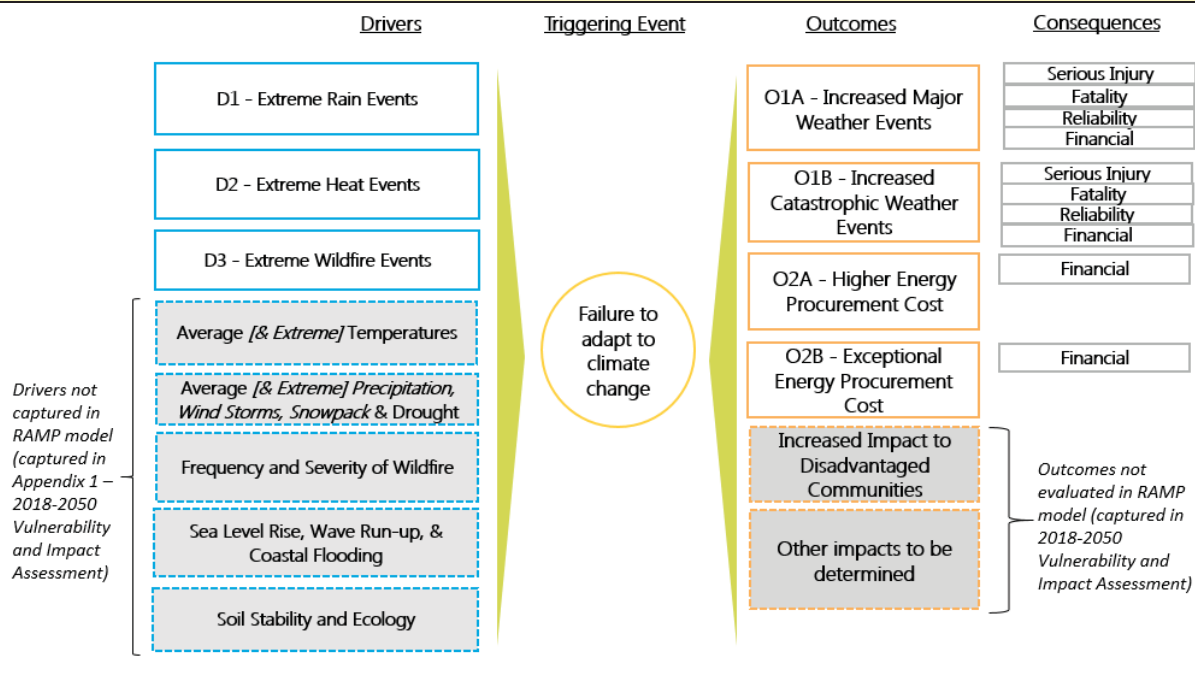 Drivers
Triggering Event
Outcomes
Consequences
D1 - Extreme Rain Events
D2 - Extreme Heat Events
D3 - Extreme Wildfire Events
Average [& Extreme] Temperatures
Average [& Extreme] Precipitation,
Wind Storms, Snowpack & Drought
Frequency and Severity of Wildfire
Sea Level Rise, Wave Run-up, &
Coastal Flooding
Soil Stability and Ecology
Drivers not
captured in
RAMP model
(captured in
Appendix 1 –
2018-2050
Vulnerability
and Impact
Assessment)
Failure to
adapt to
climate
change
O1A - Increased Major
Weather Events
O1B - Increased
Catastrophic Weather
Events
O2A - Higher Energy
Procurement Cost
O2B - Exceptional
Energy Procurement
Cost
Increased Impact to
Disadvantaged
Communities
Other impacts to be
determined
Serious Injury
Fatality
Reliability
Financial
Serious Injury
Fatality
Reliability
Financial
Financial
Financial
Outcomes not
evaluated in RAMP
model (captured in
2018-2050
Vulnerability and
Impact Assessment)